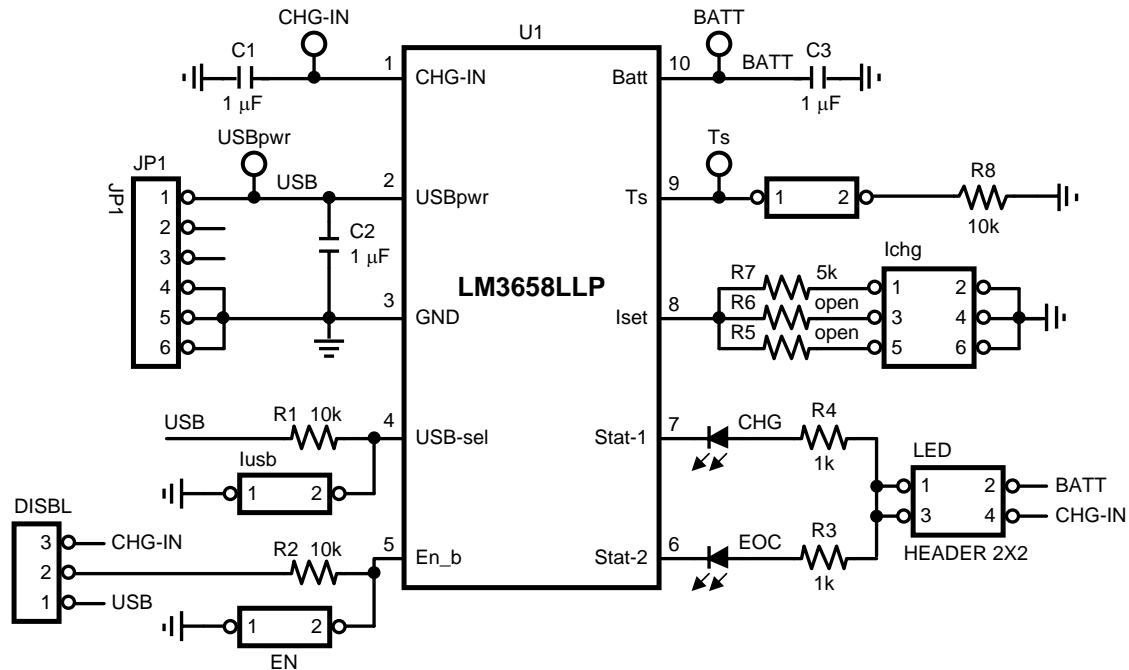 CHG-IN
BATT
U1
C1
1 μF
1
CHG-IN
Batt
10
BATT
C3
1 μF
USBpwr
JP1
JP1
USB
2
USBpwr
C2
1 μF
1
2
3
4
5
6
3
GND
LM3658LLP
Ts
Ts
9
1 2
R8
10k
Ichg
Iset
8
R7 5k
R6 open
R5 open
1 2
3 4
5 6
USB
R1 10k
4
USB-sel
Iusb
1 2
Stat-1
7
CHG
R4
1k
LED
1 2
3 4
BATT
CHG-IN
HEADER 2X2
DISBL
3
2
1
CHG-IN
USB
R2 10k
5
En_b
1 2
EN
Stat-2
6
EOC
R3
1k